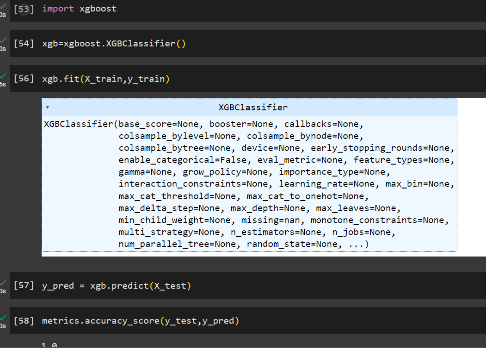 [53] import xgboost
[54] xgb=xgboost.XGBClassifier()
[56] xgb.fit(X_train,y_train)
XGBClassifier
XGBClassifier(base_score=None, booster=None, callbacks=None,
colsample_bylevel=None, colsample_bynode=None,
colsample_bytree=None, device=None, early_stopping_rounds=None,
enable_categorical=False, eval_metric=None, feature_types=None,
gamma=None, grow_policy=None, importance_type=None,
interaction_constraints=None, learning_rate=None, max_bin=None,
max_cat_threshold=None, max_cat_to_onehot=None,
max_delta_step=None, max_depth=None, max_leaves=None,
min_child_weight=None, missing=nan, monotone_constraints=None,
multi_strategy=None, n_estimators=None, n_jobs=None,
num_parallel_tree=None, random_state=None, ...)
[57] y_pred = xgb.predict(X_test)
[58] metrics.accuracy_score(y_test,y_pred)
1.0